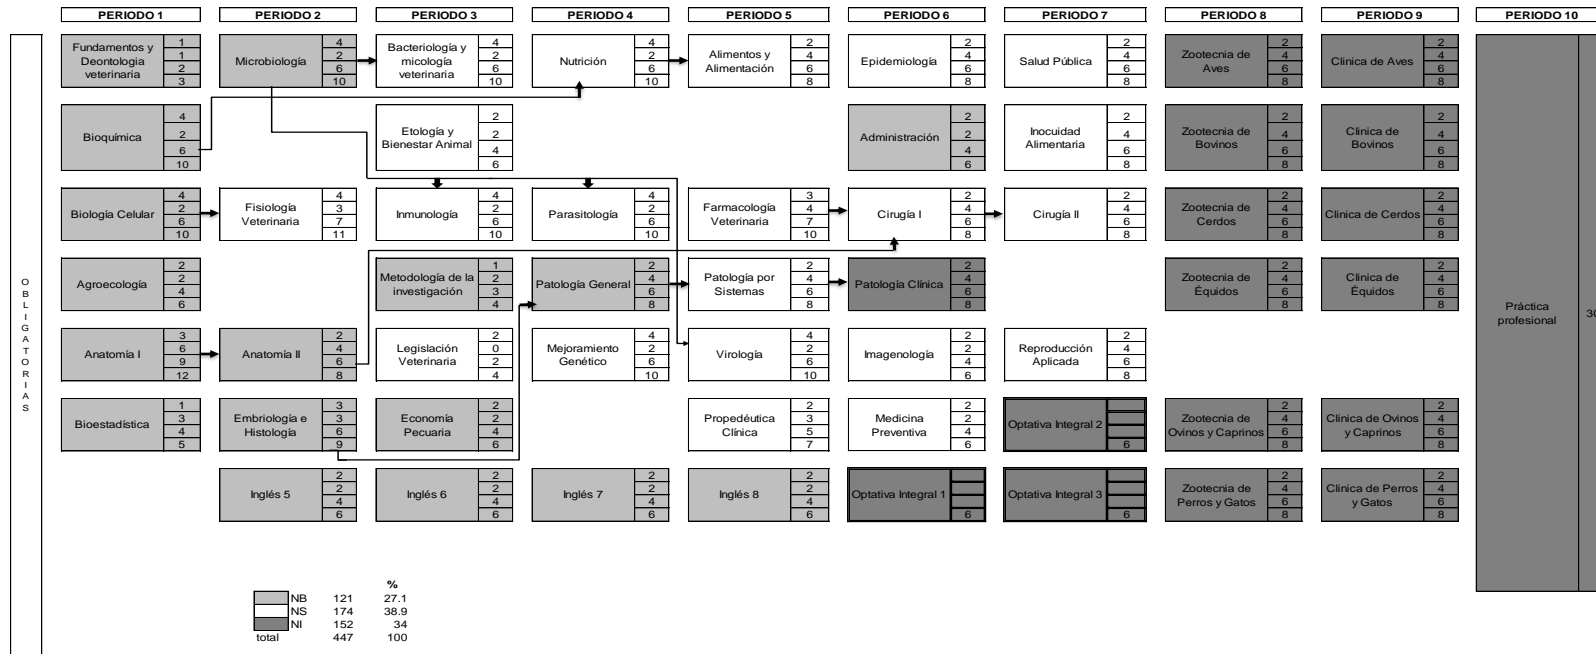 PERIODO 1
PERIODO 2
PERIODO 3
PERIODO 4
PERIODO 5
PERIODO 6
PERIODO 7
PERIODO 8
PERIODO 9
PERIODO 10
OBLIGATORIAS
Fundamentos y
Deontologia
veterinaria
1
1
2
3
Bioquímica
4
2
6
10
Biología Celular
4
2
6
10
Agroecología
2
2
4
6
Anatomía I
3
6
9
12
Bioestadística
1
3
4
5
Microbiología
4
2
6
10
Fisiología
Veterinaria
4
3
7
11
Anatomía II
2
4
6
8
Embriología e
Histología
3
3
6
9
Inglés 5
2
2
4
6
Bacteriología y
micología
veterinaria
4
2
6
10
Etología y
Bienestar Animal
2
2
4
6
Inmunología
4
2
6
10
Metodología de la
investigación
1
2
3
4
Legislación
Veterinaria
2
0
2
4
Economía
Pecuaria
2
2
4
6
Inglés 6
2
2
4
6
Nutrición
4
2
6
10
Parasitología
4
2
6
10
Patología General
2
4
6
8
Mejoramiento
Genético
4
2
6
10
Inglés 7
2
2
4
6
Alimentos y
Alimentación
2
4
6
8
Farmacología
Veterinaria
3
4
7
10
Patología por
Sistemas
2
4
6
8
Virología
4
2
6
10
Propedéutica
Clínica
2
3
5
7
Inglés 8
2
2
4
6
Epidemiología
2
4
6
8
Administración
2
2
4
6
Cirugía I
2
4
6
8
Patología Clínica
2
4
6
8
Imagenología
2
2
4
6
Medicina
Preventiva
2
2
4
6
Optativa Integral 1
6
Salud Pública
2
4
6
8
Inocuidad
Alimentaria
2
4
6
8
Cirugía II
2
4
6
8
Reproducción
Aplicada
2
4
6
8
Optativa Integral 2
6
Optativa Integral 3
6
Zootecnia de
Aves
2
4
6
8
Zootecnia de
Bovinos
2
4
6
8
Zootecnia de
Cerdos
2
4
6
8
Zootecnia de
Équidos
2
4
6
8
Zootecnia de
Ovinos y Caprinos
2
4
6
8
Zootecnia de
Perros y Gatos
2
4
6
8
Clinica de Aves
2
4
6
8
Clinica de
Bovinos
2
4
6
8
Clinica de Cerdos
2
4
6
8
Clinica de
Équidos
2
4
6
8
Clinica de Ovinos
y Caprinos
2
4
6
8
Clinica de Perros
y Gatos
2
4
6
8
Práctica
profesional
30
%
NB 121 27.1
NS 174 38.9
NI 152 34
total 447 100